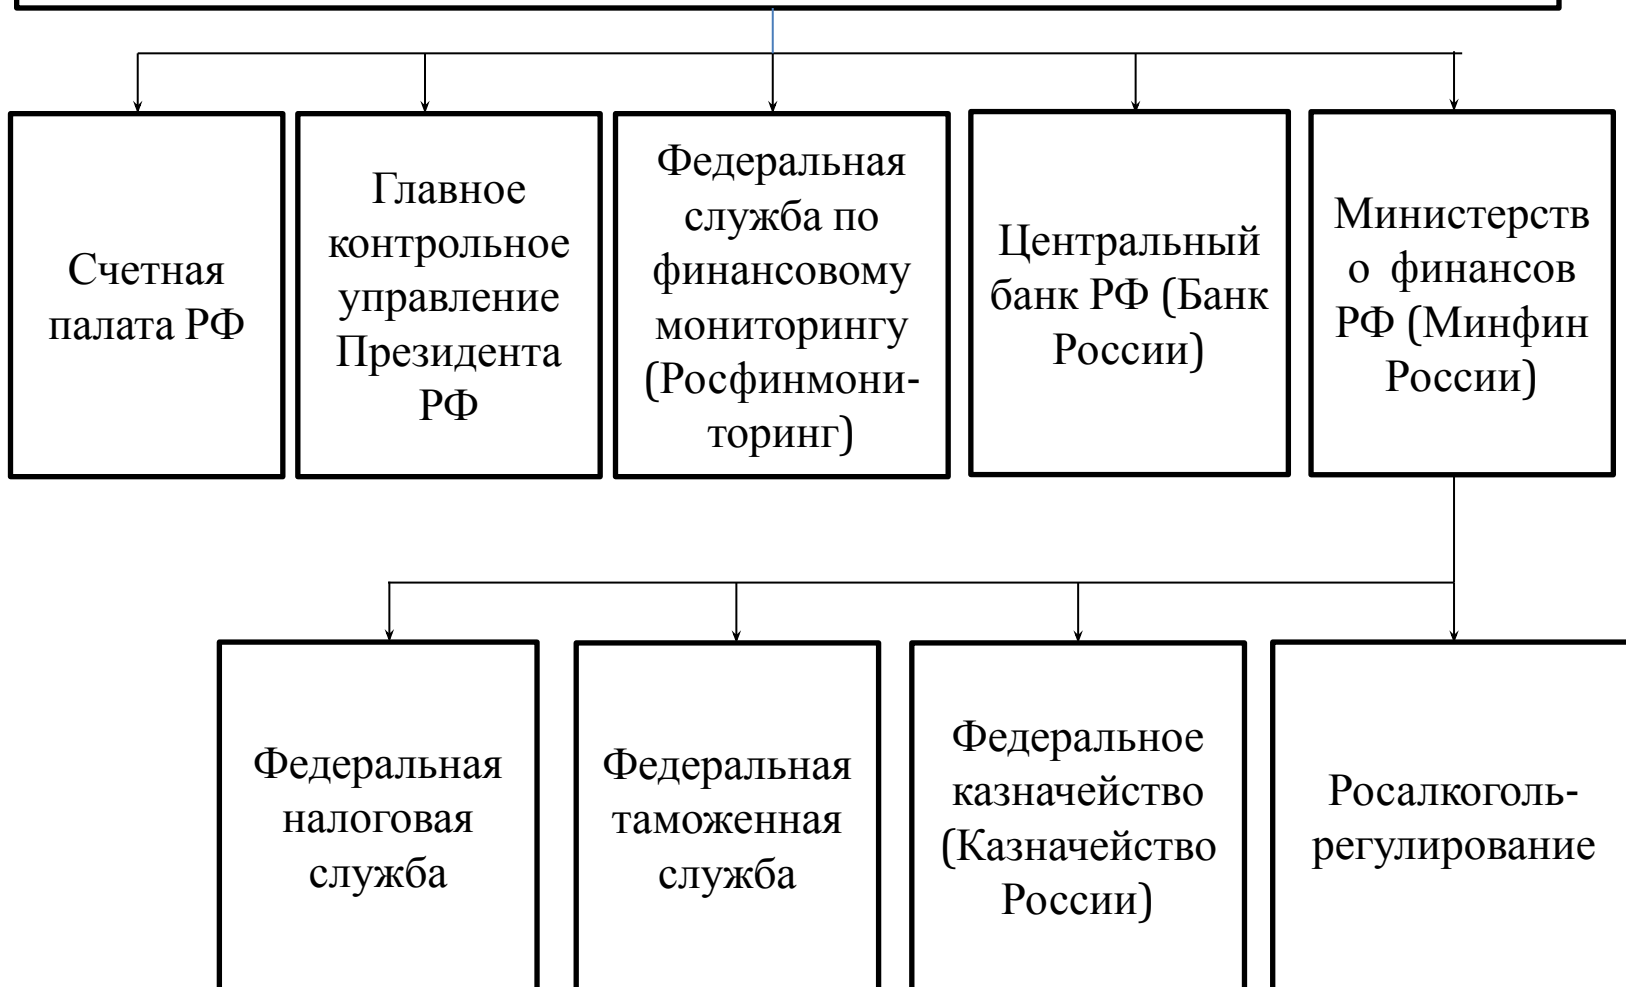 Счетная
палата РФ
Главное
контрольное
управление
Президента
РФ
Федеральная
служба по
финансовому
мониторингу
(Росфинмони-
торинг)
Центральный
банк РФ (Банк
России)
Министерств
о финансов
РФ (Минфин
России)
Федеральная
налоговая
служба
Федеральная
таможенная
служба
Федеральное
казначейство
(Казначейство
России)
Росалкоголь-
регулирование